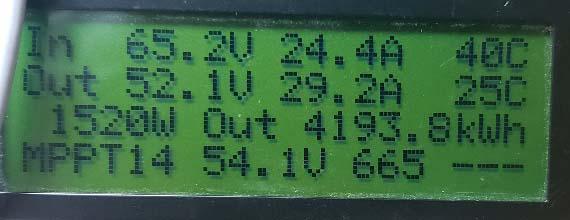 In 65.2V 24.4A 40C
Out 52.1V 29.2A 25C
1520W Out 4193.8kWh
MPPT14 54.1V 665 ---